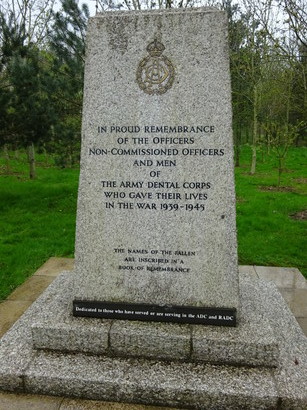 IN PROUD REMEMBRANCE
OF THE OFFICERS
NON-COMMISSIONED OFFICERS
AND MEN
OF
THE ARMY DENTAL CORPS
WHO GAVE THEIR LIVES
IN THE WAR 1939-1945
THE NAMES OF THE FALLEN
ARE INSCRIBED IN A
BOOK OF REMEMBRANCE
Dedicated to those who have served or are serving in the ADC and RADC